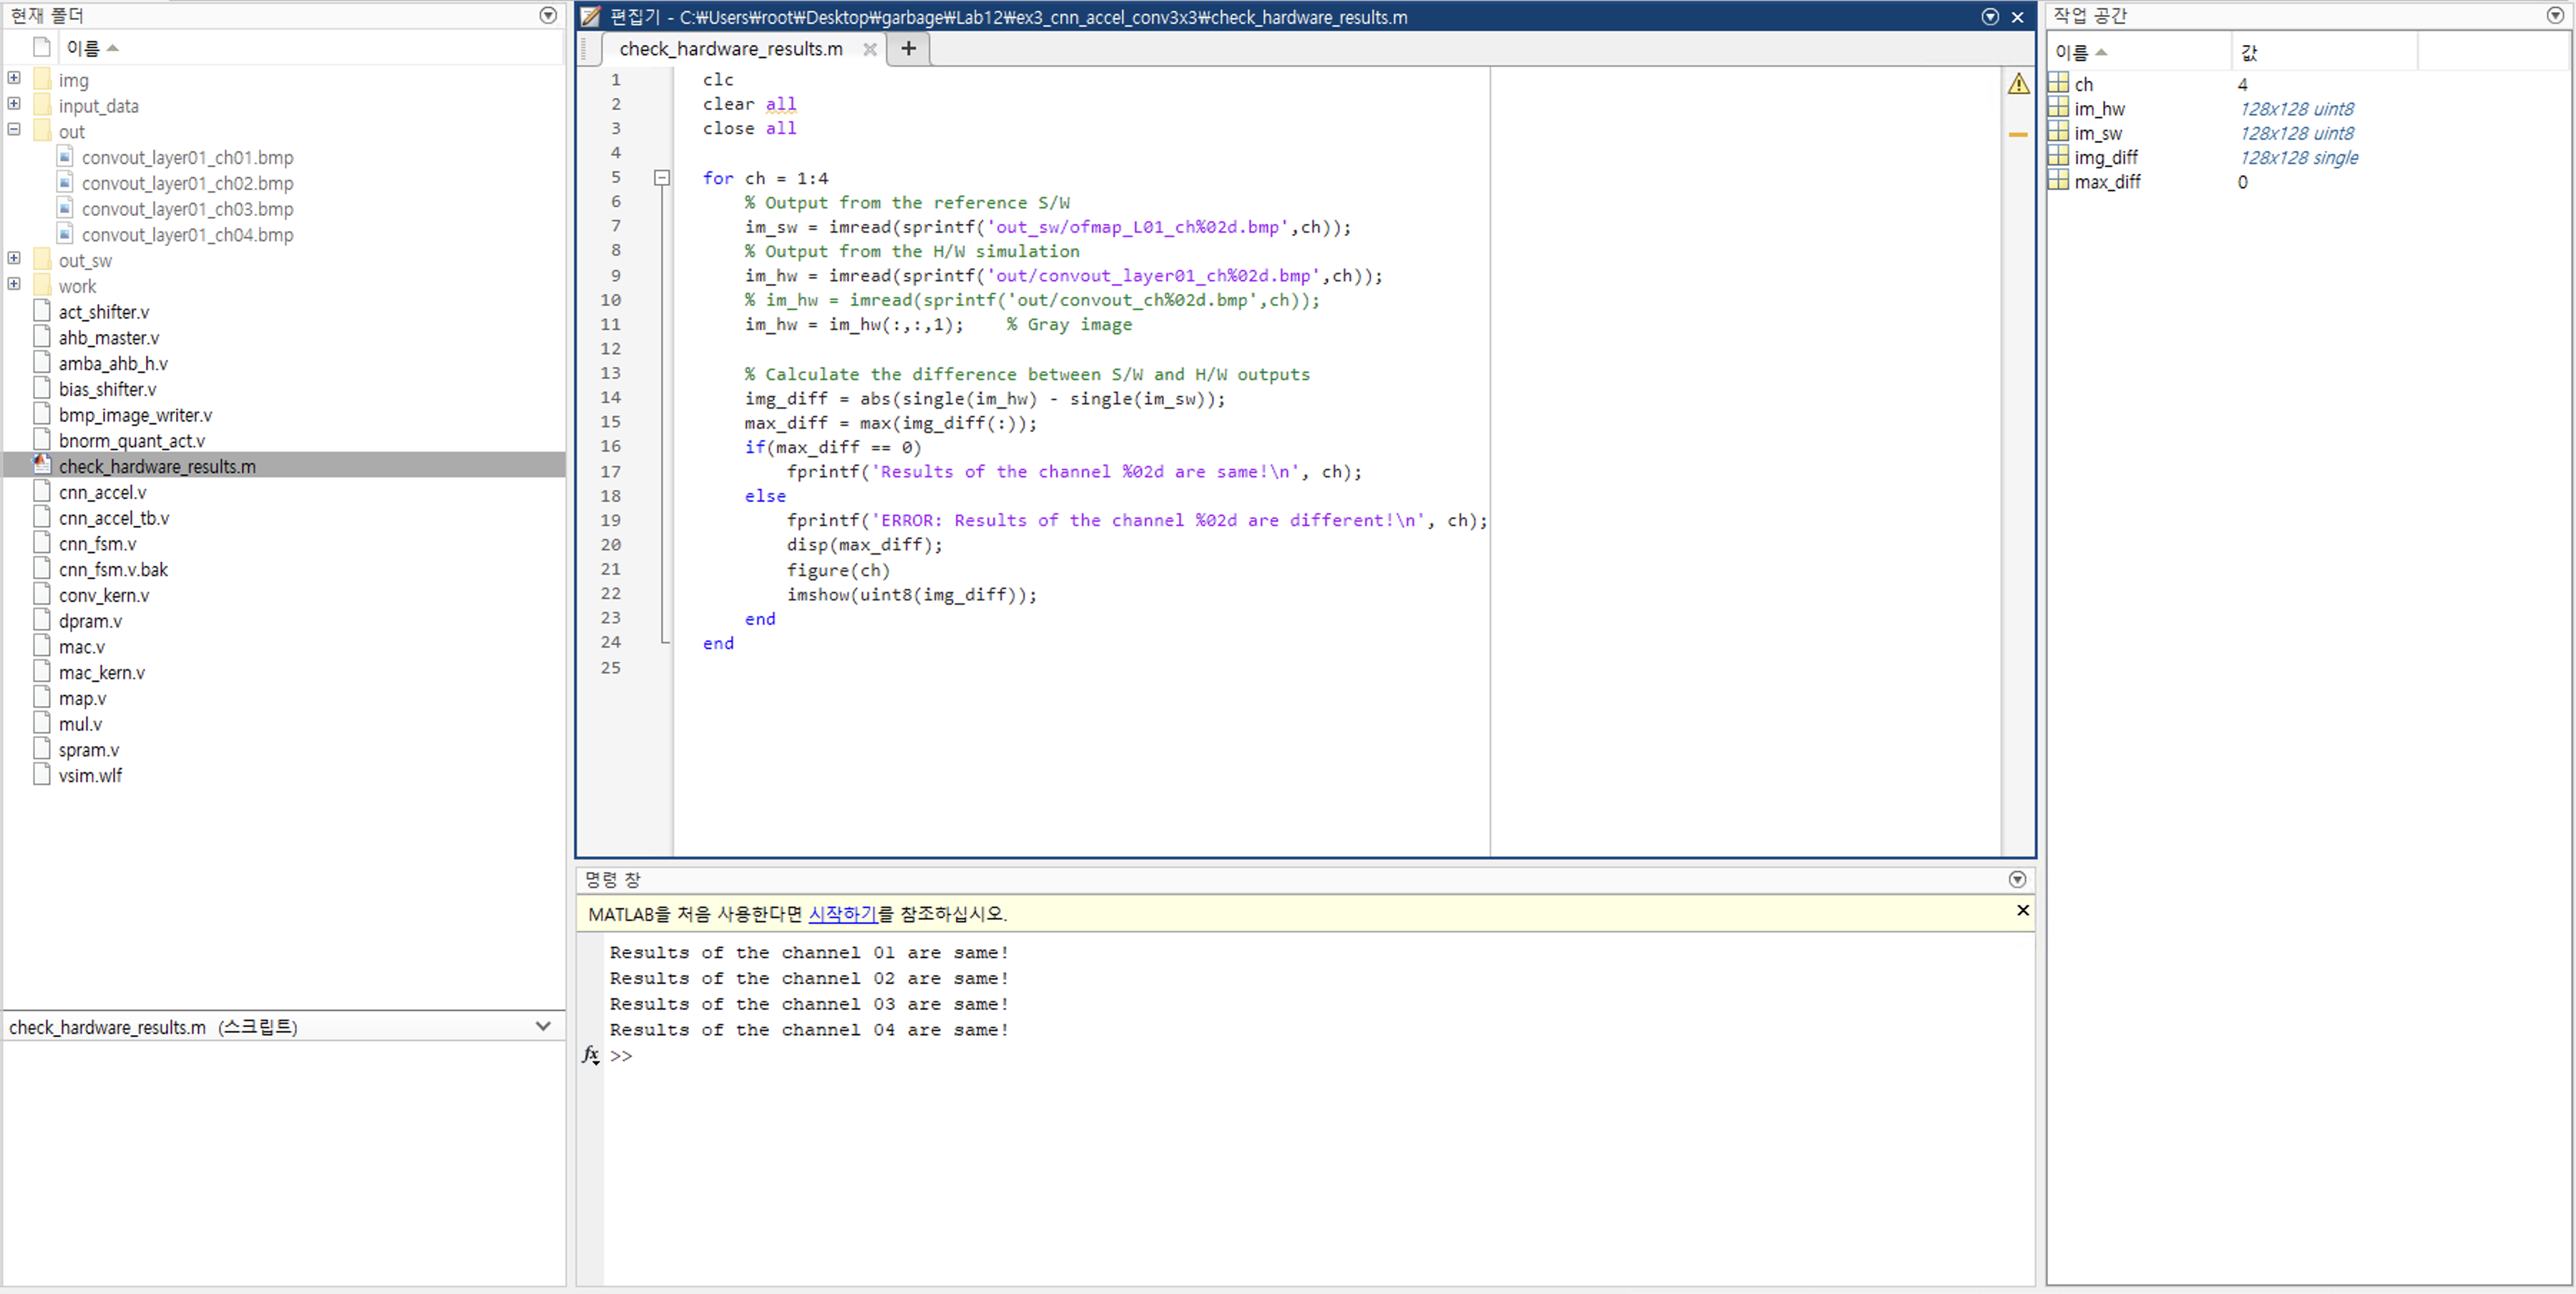 현재 폴더
이름
img
input_data
out
convout_layer01_ch01.bmp
convout_layer01_ch02.bmp
convout_layer01_ch03.bmp
convout_layer01_ch04.bmp
out_sw
work
act_shifter.v
ahb_master.v
amba_ahb_h.v
bias_shifter.v
bmp_image_writer.v
bnorm_quant_act.v
check_hardware_results.m
cnn_accel.v
cnn_accel_tb.v
cnn_fsm.v
cnn_fsm.v.bak
conv_kern.v
dpram.v
mac.v
mac_kern.v
map.v
mul.v
spram.v
vsim.wlf
check_hardware_results.m (스크립트)
편집기 - C:₩Users₩root₩Desktop₩garbage₩Lab12₩ex3_cnn_accel_conv3x3₩check_hardware_results.m
check_hardware_results.m
1 clc
2 clear all
3 close all
4
5 for ch = 1:4
6 % Output from the reference S/W
7 im_sw = imread(sprintf('out_sw/ofmap_L01_ch%02d.bmp',ch));
8 % Output from the H/W simulation
9 im_hw = imread(sprintf('out/convout_layer01_ch%02d.bmp',ch));
10 % im_hw = imread(sprintf('out/convout_ch%02d.bmp',ch));
11 im_hw = im_hw(:,:,1); % Gray image
12
13 % Calculate the difference between S/W and H/W outputs
14 img_diff = abs(single(im_hw) - single(im_sw));
15 max_diff = max(img_diff(:));
16 if(max_diff == 0)
17 fprintf('Results of the channel %02d are same!\n', ch);
18 else
19 fprintf('ERROR: Results of the channel %02d are different!\n', ch);
20 disp(max_diff);
21 figure(ch)
22 imshow(uint8(img_diff));
23 end
24 end
25
명령 창
MATLAB을 처음 사용한다면 시작하기를 참조하십시오.
Results of the channel 01 are same!
Results of the channel 02 are same!
Results of the channel 03 are same!
Results of the channel 04 are same!
fx >>
작업 공간
이름 값
ch 4
im_hw 128x128 uint8
im_sw 128x128 uint8
img_diff 128x128 single
max_diff 0